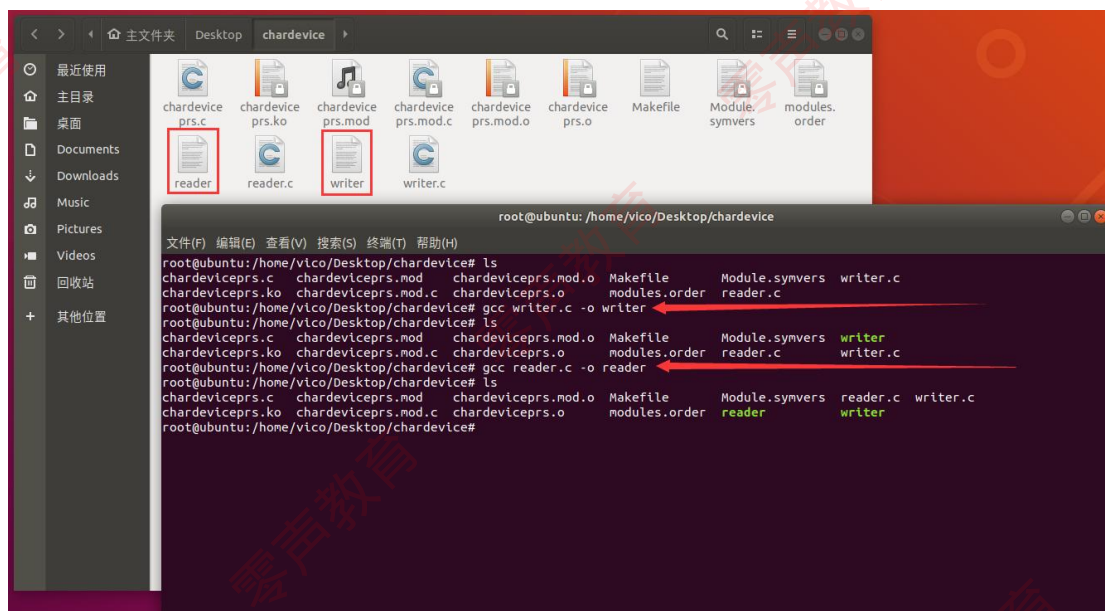 主文件夹 Desktop chardevice
最近使用
主目录
桌面
Documents
Downloads
Music
Pictures
Videos
回收站
其他位置
chardevice
prs.c
chardevice
prs.ko
chardevice
prs.mod
chardevice
prs.mod.c
chardevice
prs.mod.o
chardevice
prs.o
Makefile
Module.
symvers
modules.
order
reader
reader.c
writer
writer.c
root@ubuntu: /home/vico/Desktop/chardevice
文件(F) 编辑(E) 查看(V) 搜索(S) 终端(T) 帮助(H)
root@ubuntu:/home/vico/Desktop/chardevice# ls
chardeviceprs.c chardeviceprs.mod chardeviceprs.mod.o Makefile Module.symvers writer.c
chardeviceprs.ko chardeviceprs.mod.c chardeviceprs.o modules.order reader.c
root@ubuntu:/home/vico/Desktop/chardevice# gcc writer.c -o writer
root@ubuntu:/home/vico/Desktop/chardevice# ls
chardeviceprs.c chardeviceprs.mod chardeviceprs.mod.o Makefile Module.symvers writer
chardeviceprs.ko chardeviceprs.mod.c chardeviceprs.o modules.order reader.c writer.c
root@ubuntu:/home/vico/Desktop/chardevice# gcc reader.c -o reader
root@ubuntu:/home/vico/Desktop/chardevice# ls
chardeviceprs.c chardeviceprs.mod chardeviceprs.mod.o Makefile Module.symvers reader.c writer.c
chardeviceprs.ko chardeviceprs.mod.c chardeviceprs.o modules.order reader writer
root@ubuntu:/home/vico/Desktop/chardevice#
零声教育